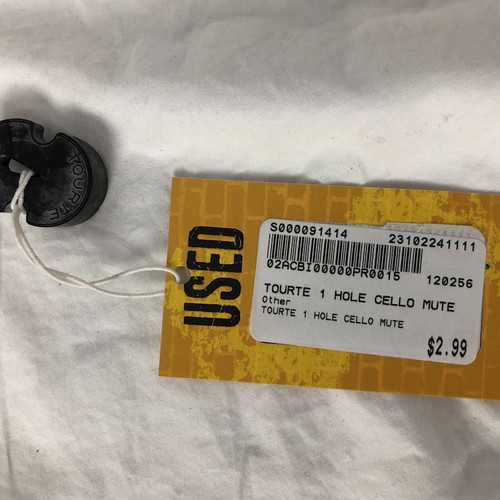 TOURTE
USED
S000091414 23102241111
02ACBI00000PR0015 120256
TOURTE 1 HOLE CELLO MUTE
Other
TOURTE 1 HOLE CELLO MUTE
$2.99